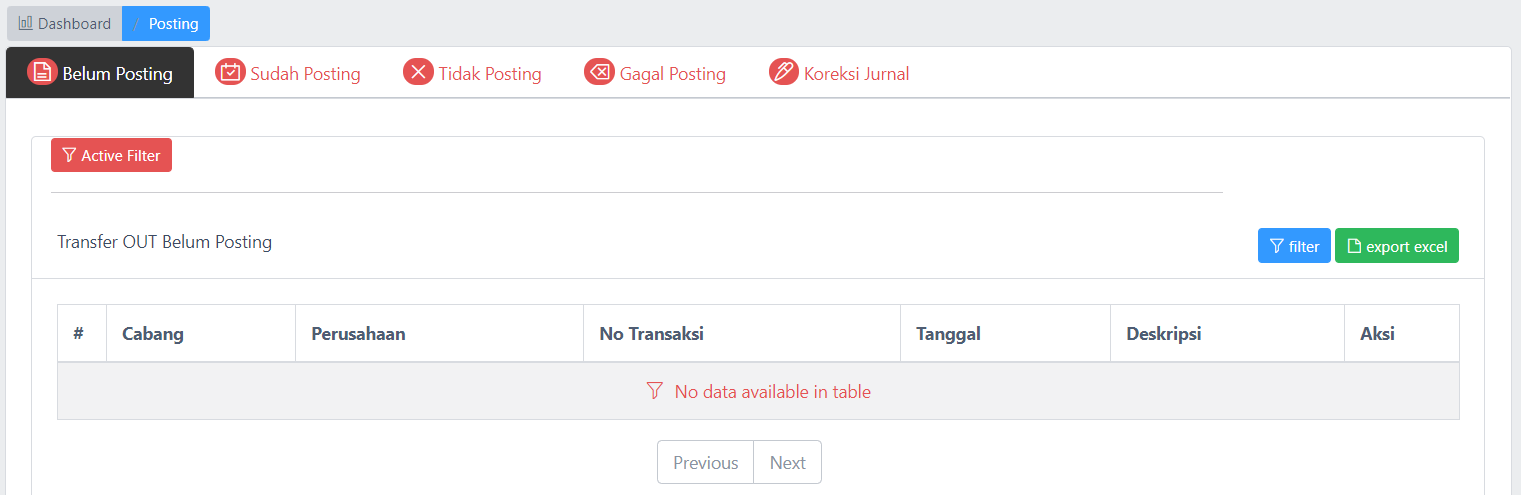 Dashboard / Posting
Belum Posting Sudah Posting Tidak Posting Gagal Posting Koreksi Jurnal
Active Filter
Transfer OUT Belum Posting filter export excel
# Cabang Perusahaan No Transaksi Tanggal Deskripsi Aksi
No data available in table
Previous Next